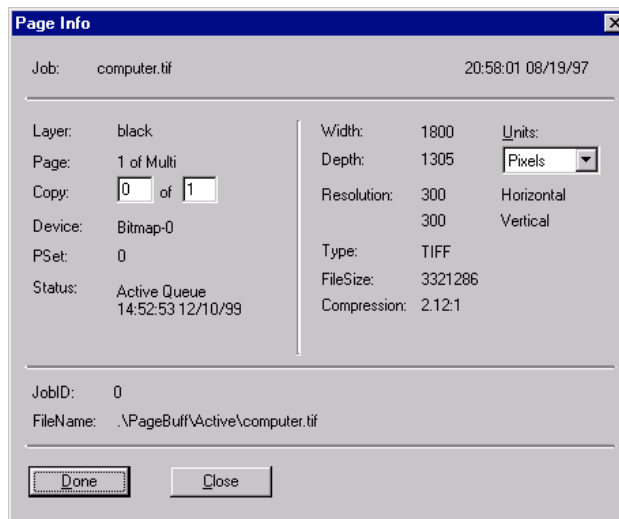 Page Info
Job: computer.tif 20:58:01 08/19/97
Layer: black
Page: 1 of Multi
Copy: 0 of 1
Device: Bitmap-0
PSet: 0
Status: Active Queue
14:52:53 12/10/99
Width: 1800 Units:
Depth: 1305 Pixels
Resolution: 300 Horizontal
300 Vertical
Type: TIFF
FileSize: 3321286
Compression: 2.12:1
JobID: 0
FileName: .\PageBuff\Active\computer.tif
Done Close